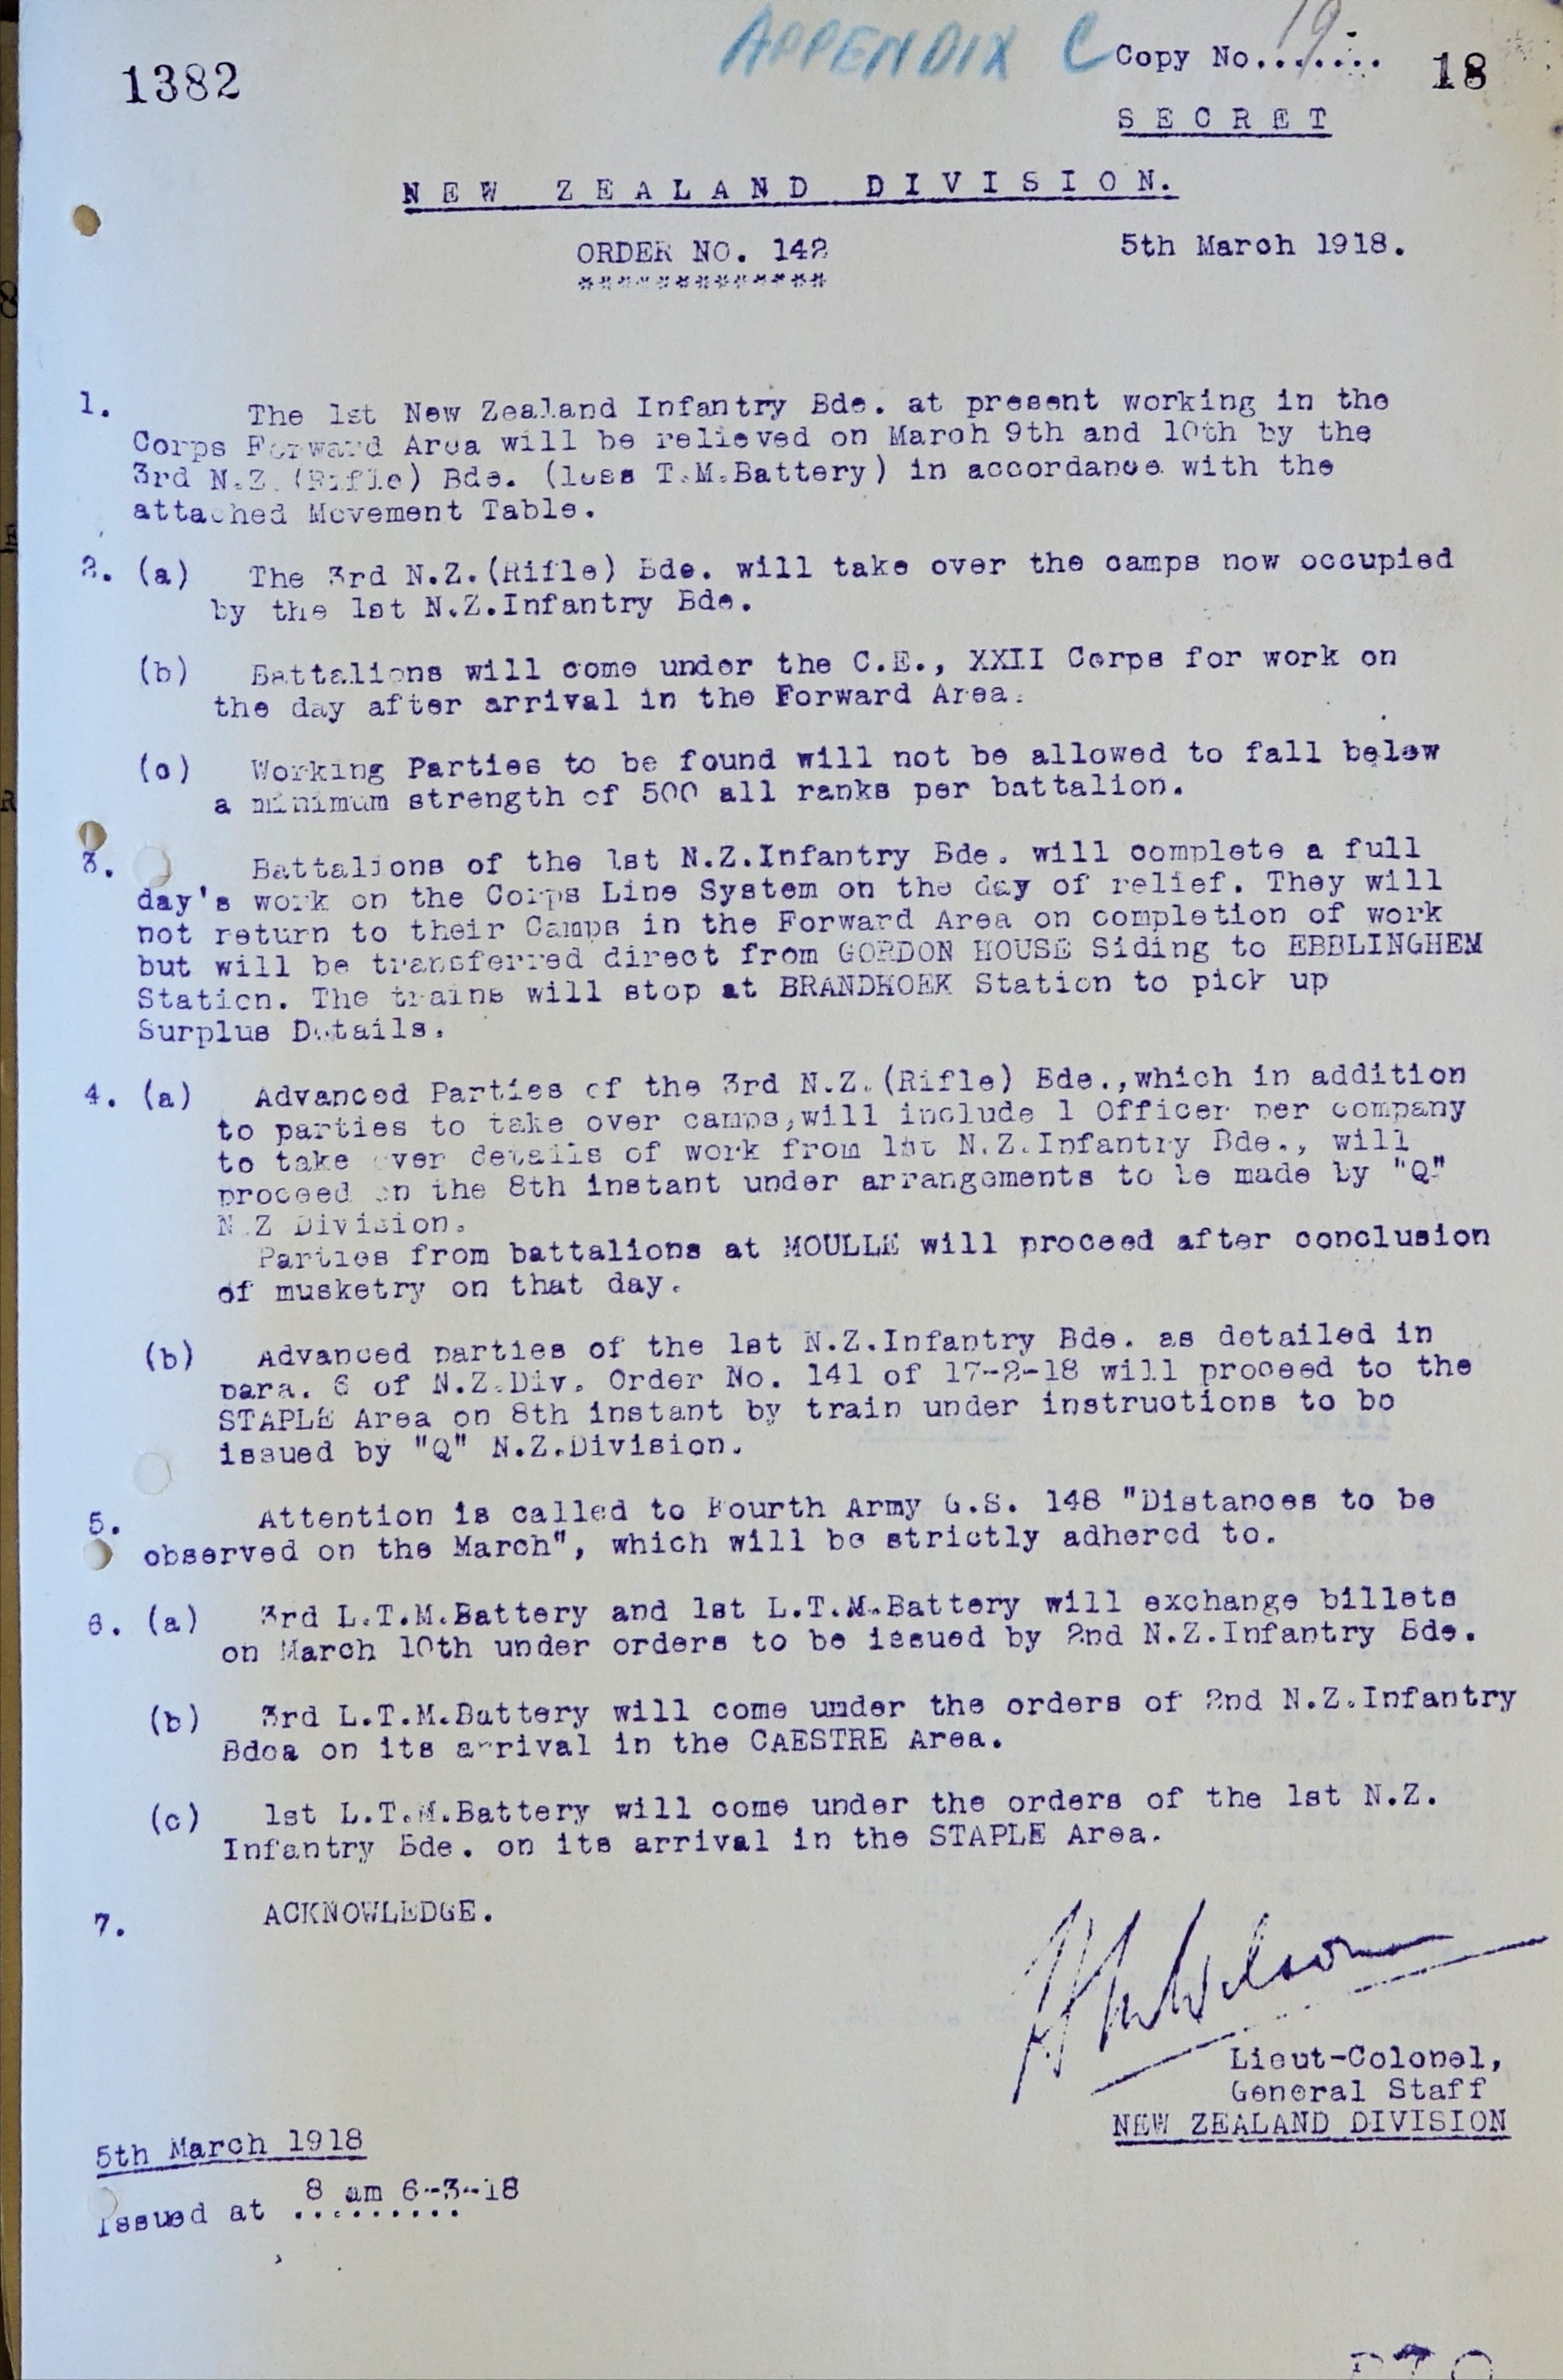 APPENDIX C
Copy No....... 19.
1382
18
SECRET
NEW ZEALAND DIVISION.
ORDER NO. 142
5th March 1918.
*************
1. The 1st New Zealand Infantry Bde. at present working in the
Corps Forward Area will be relieved on March 9th and 10th by the
3rd N.Z.(Rifle) Bde. (less T.M.Battery) in accordance with the
attached Movement Table.
2. (a) The 3rd N.Z.(Rifle) Bde. will take over the camps now occupied
by the 1st N.Z.Infantry Bde.
(b) Battalions will come under the C.E., XXII Corps for work on
the day after arrival in the Forward Area.
(c) Working Parties to be found will not be allowed to fall below
a minimum strength of 500 all ranks per battalion.
3. Battalions of the 1st N.Z.Infantry Bde. will complete a full
day's work on the Corps Line System on the day of relief. They will
not return to their Camps in the Forward Area on completion of work
but will be transferred direct from GORDON HOUSE Siding to EBBLINGHEM
Station. The trains will stop at BRANDHOEK Station to pick up
Surplus Details.
4. (a) Advanced Parties of the 3rd N.Z.(Rifle) Bde.,which in addition
to parties to take over camps,will include 1 Officer per company
to take over details of work from 1st N.Z.Infantry Bde., will
proceed on the 8th instant under arrangements to be made by "Q"
N.Z Division.
Parties from battalions at MOULLE will proceed after conclusion
of musketry on that day.
(b) Advanced parties of the 1st N.Z.Infantry Bde. as detailed in
para. 6 of N.Z.Div. Order No. 141 of 17-2-18 will proceed to the
STAPLE Area on 8th instant by train under instructions to be
issued by "Q" N.Z.Division.
5. Attention is called to Fourth Army G.S. 148 "Distances to be
observed on the March", which will be strictly adhered to.
6. (a) 3rd L.T.M.Battery and 1st L.T.M.Battery will exchange billets
on March 10th under orders to be issued by 2nd N.Z.Infantry Bde.
(b) 3rd L.T.M.Battery will come under the orders of 2nd N.Z.Infantry
Bdea on its arrival in the CAESTRE Area.
(c) 1st L.T.M.Battery will come under the orders of the 1st N.Z.
Infantry Bde. on its arrival in the STAPLE Area.
7. ACKNOWLEDGE.
Wilson
Lieut-Colonel,
General Staff
NEW ZEALAND DIVISION
5th March 1918
Issued at 8 am 6-3-18